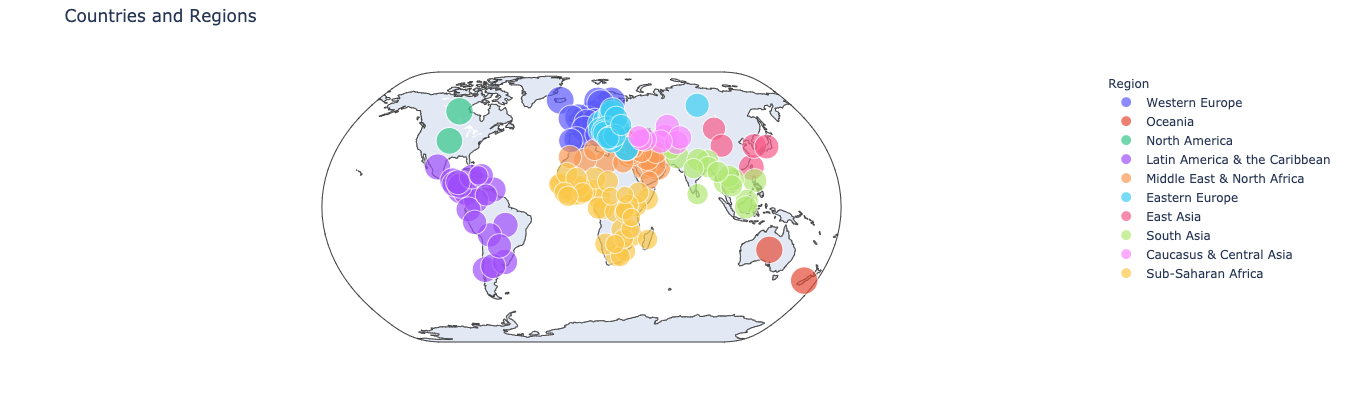 Countries and Regions
Region
Western Europe
Oceania
North America
Latin America & the Caribbean
Middle East & North Africa
Eastern Europe
East Asia
South Asia
Caucasus & Central Asia
Sub-Saharan Africa